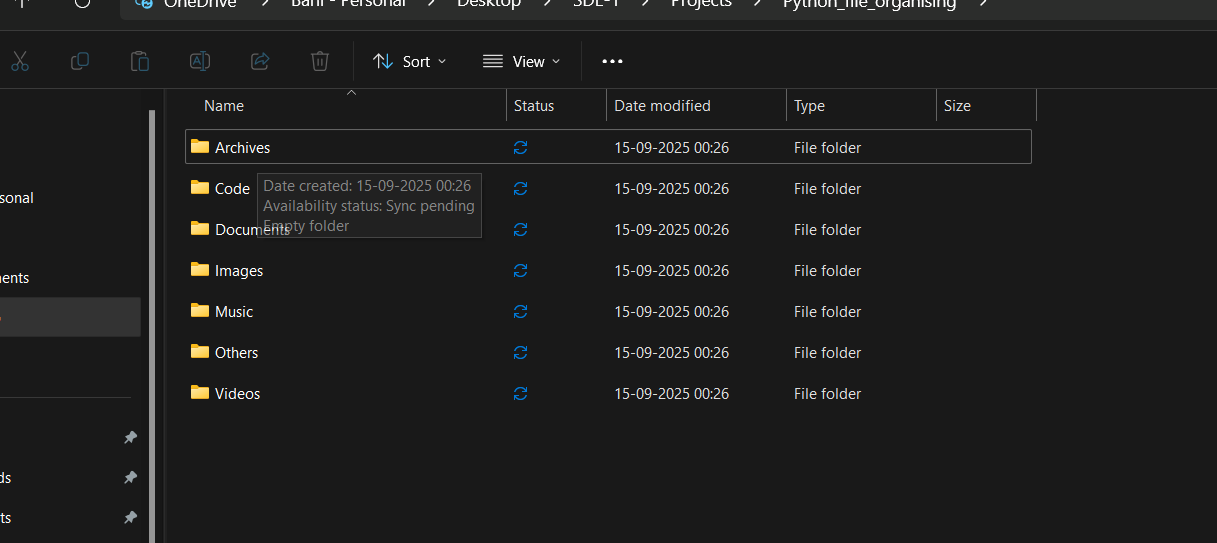 OneDrive > Bani - Personal > Desktop > SDL-1 > Projects > Python_file_organising >
Sort View
Name Status Date modified Type Size
Archives 15-09-2025 00:26 File folder
Code 15-09-2025 00:26 File folder
Date created: 15-09-2025 00:26
Availability status: Sync pending
Empty folder
sonal
Documents 15-09-2025 00:26 File folder
Images 15-09-2025 00:26 File folder
nents
Music 15-09-2025 00:26 File folder
Others 15-09-2025 00:26 File folder
Videos 15-09-2025 00:26 File folder
ds
ts